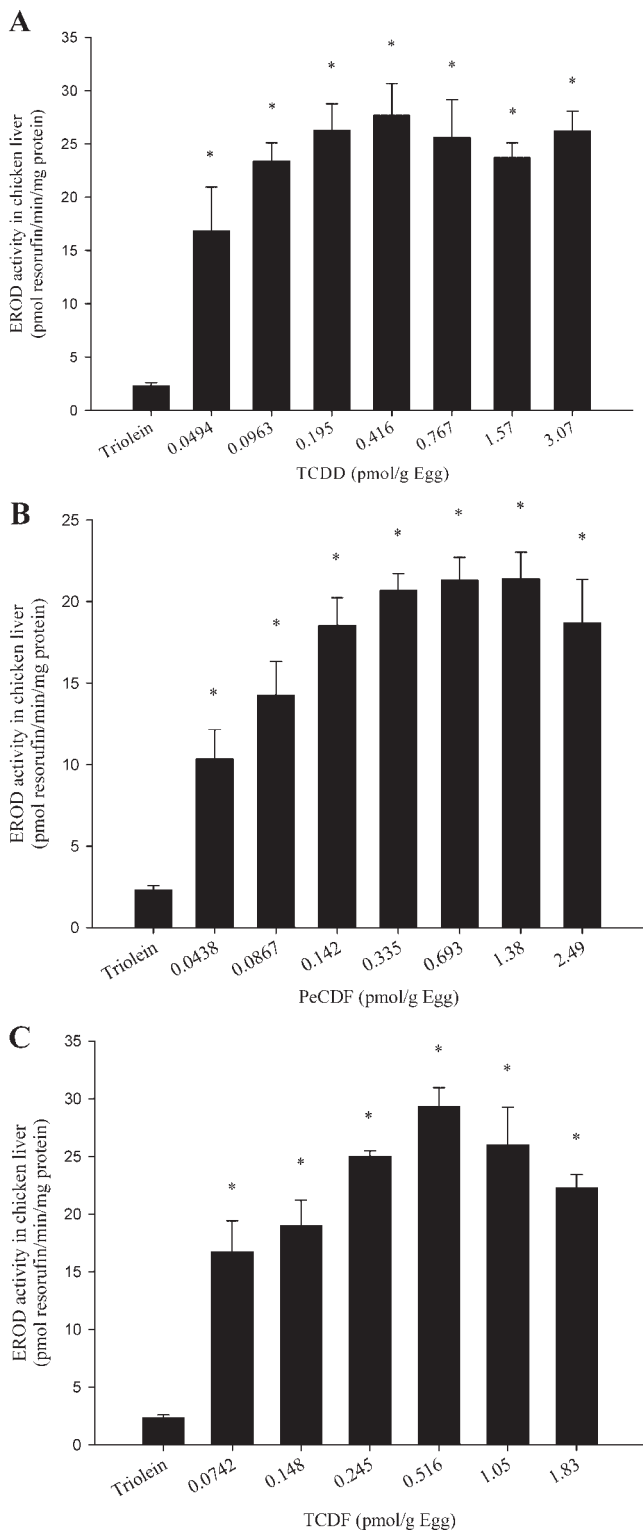 A
EROD activity in chicken liver
(pmol resorufin/min/mg protein)
35
30
25
20
15
10
5
0
* * * * * * *
Triolein 0.0494 0.0963 0.195 0.416 0.767 1.57 3.07
TCDD (pmol/g Egg)
B
EROD activity in chicken liver
(pmol resorufin/min/mg protein)
25
20
15
10
5
0
* * * * * * *
Triolein 0.0438 0.0867 0.142 0.335 0.693 1.38 2.49
PeCDF (pmol/g Egg)
C
EROD activity in chicken liver
(pmol resorufin/min/mg protein)
35
30
25
20
15
10
5
0
* * * * * *
Triolein 0.0742 0.148 0.245 0.516 1.05 1.83
TCDF (pmol/g Egg)